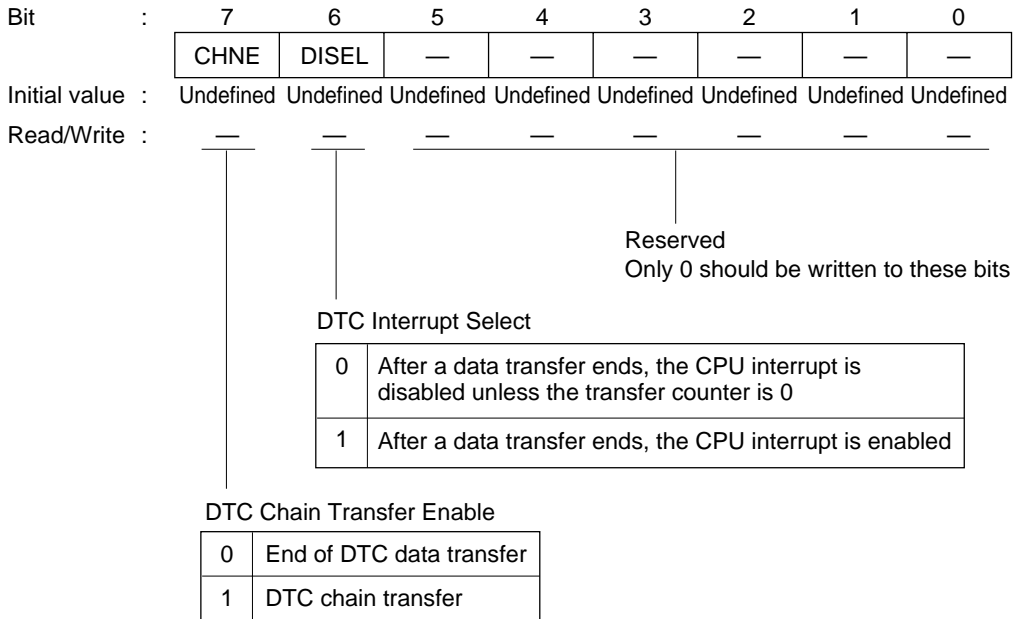 Bit : 7 6 5 4 3 2 1 0
CHNE DISEL — — — — — —
Initial value : Undefined Undefined Undefined Undefined Undefined Undefined Undefined Undefined
Read/Write : — — — — — — — —
Reserved
Only 0 should be written to these bits
DTC Interrupt Select
0 After a data transfer ends, the CPU interrupt is
disabled unless the transfer counter is 0
1 After a data transfer ends, the CPU interrupt is enabled
DTC Chain Transfer Enable
0 End of DTC data transfer
1 DTC chain transfer